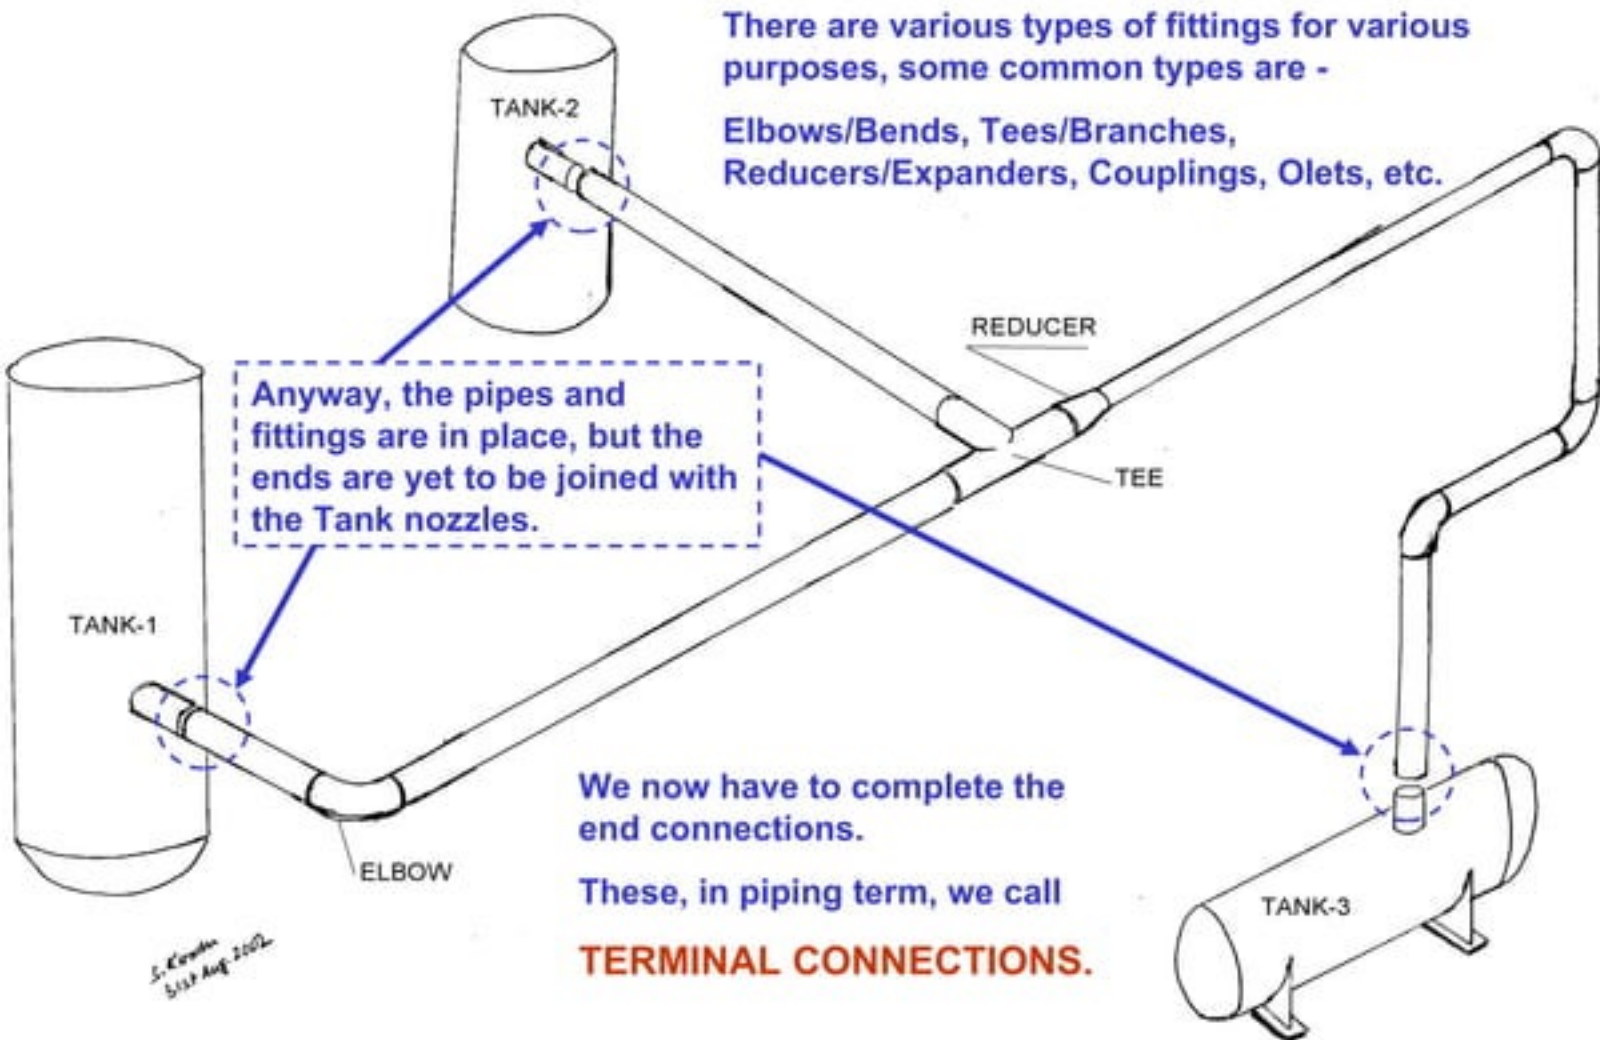 There are various types of fittings for various
purposes, some common types are -
Elbows/Bends, Tees/Branches,
Reducers/Expanders, Couplings, Olets, etc.
TANK-2
REDUCER
Anyway, the pipes and
fittings are in place, but the
ends are yet to be joined with
the Tank nozzles.
TEE
TANK-1
We now have to complete the
end connections.
ELBOW
These, in piping term, we call
TANK-3
TERMINAL CONNECTIONS.
31st Aug. 2002